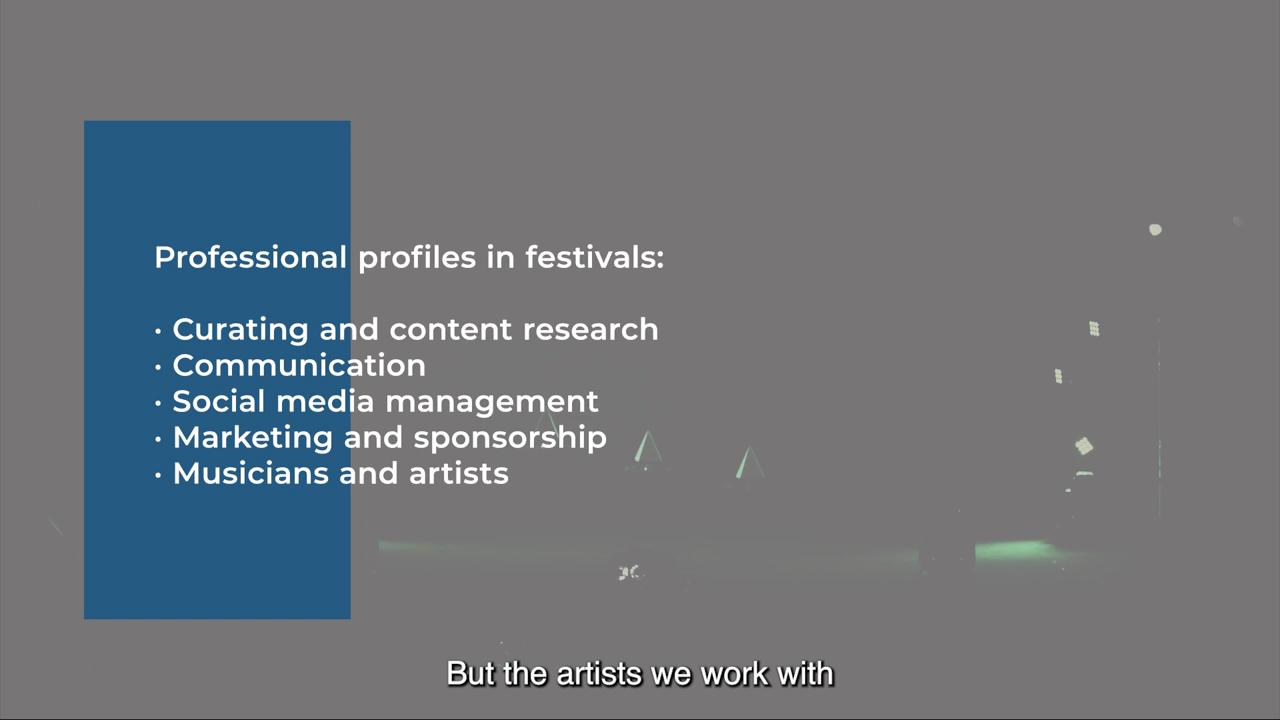 Professional profiles in festivals:
· Curating and content research
· Communication
· Social media management
· Marketing and sponsorship
· Musicians and artists
But the artists we work with